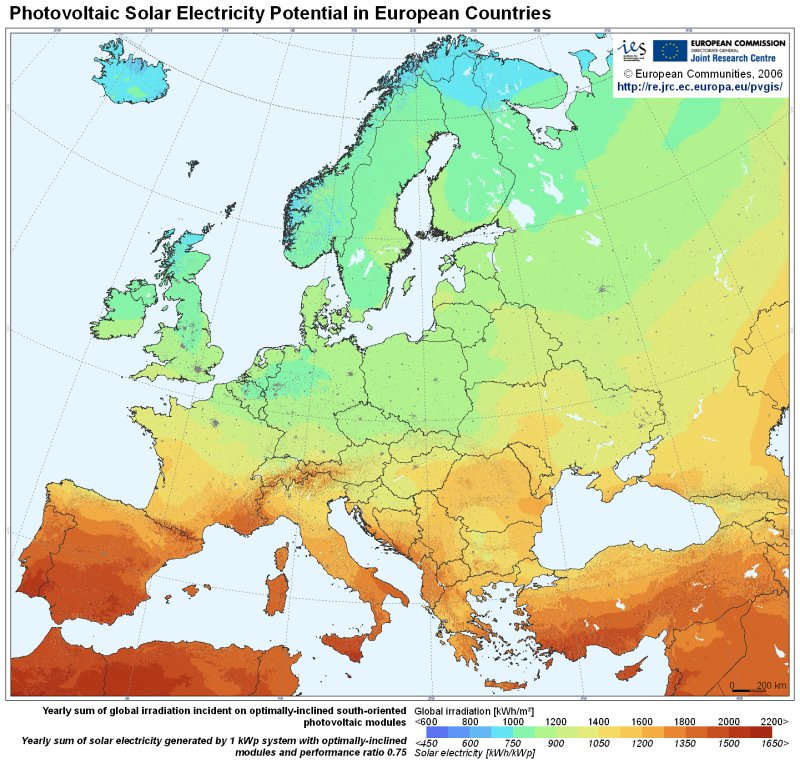 Photovoltaic Solar Electricity Potential in European Countries
ies
EUROPEAN COMMISSION
DIRECTORATE-GENERAL
Joint Research Centre
© European Communities, 2006
http://re.jrc.ec.europa.eu/pvgis/
0 200 km
Yearly sum of global irradiation incident on optimally-inclined south-oriented
photovoltaic modules
Yearly sum of solar electricity generated by 1 kWp system with optimally-inclined
modules and performance ratio 0.75
Global irradiation [kWh/m²]
<600 800 1000 1200 1400 1600 1800 2000 2200>
<450 600 750 900 1050 1200 1350 1500 1650>
Solar electricity [kWh/kWp]